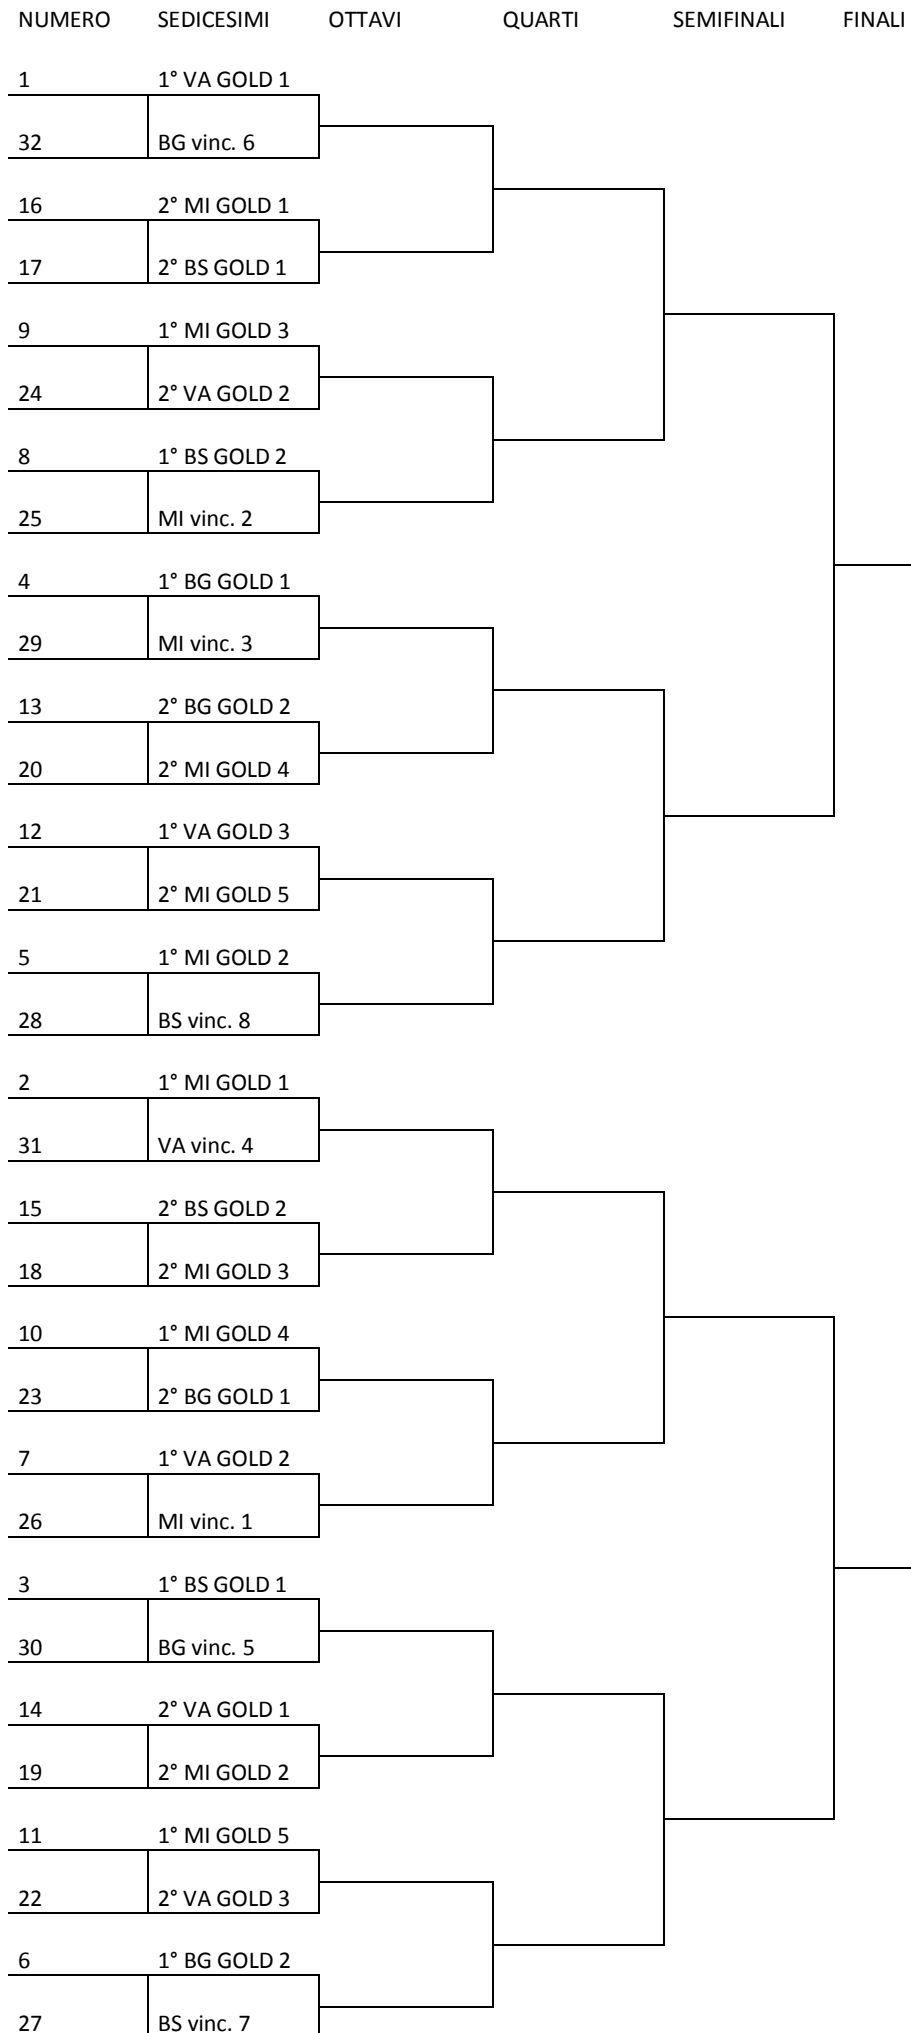 NUMERO SEDICESIMI OTTAVI QUARTI SEMIFINALI FINALI
1 1° VA GOLD 1
32 BG vinc. 6
16 2° MI GOLD 1
17 2° BS GOLD 1
9 1° MI GOLD 3
24 2° VA GOLD 2
8 1° BS GOLD 2
25 MI vinc. 2
4 1° BG GOLD 1
29 MI vinc. 3
13 2° BG GOLD 2
20 2° MI GOLD 4
12 1° VA GOLD 3
21 2° MI GOLD 5
5 1° MI GOLD 2
28 BS vinc. 8
2 1° MI GOLD 1
31 VA vinc. 4
15 2° BS GOLD 2
18 2° MI GOLD 3
10 1° MI GOLD 4
23 2° BG GOLD 1
7 1° VA GOLD 2
26 MI vinc. 1
3 1° BS GOLD 1
30 BG vinc. 5
14 2° VA GOLD 1
19 2° MI GOLD 2
11 1° MI GOLD 5
22 2° VA GOLD 3
6 1° BG GOLD 2
27 BS vinc. 7